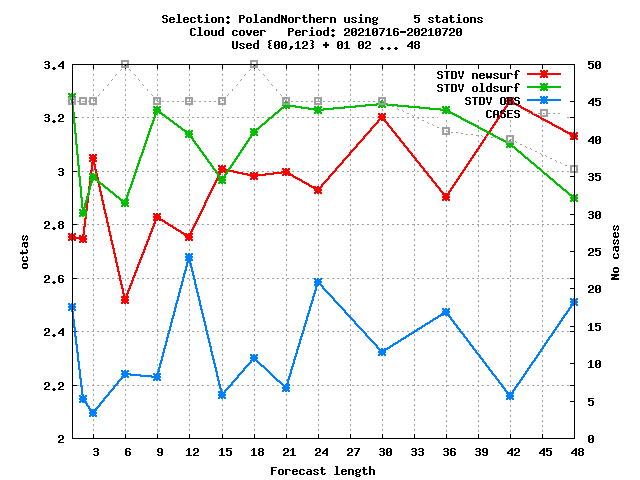 Selection: PolandNorthern using     5 stations
Cloud cover   Period: 20210716-20210720
Used {00,12} + 01 02 ... 48
STDV newsurf
STDV oldsurf
STDV OBS
CASES
3.4
3.2
3
2.8
2.6
2.4
2.2
2
octas
50
45
40
35
30
25
20
15
10
5
0
No cases
3 6 9 12 15 18 21 24 27 30 33 36 39 42 45 48
Forecast length